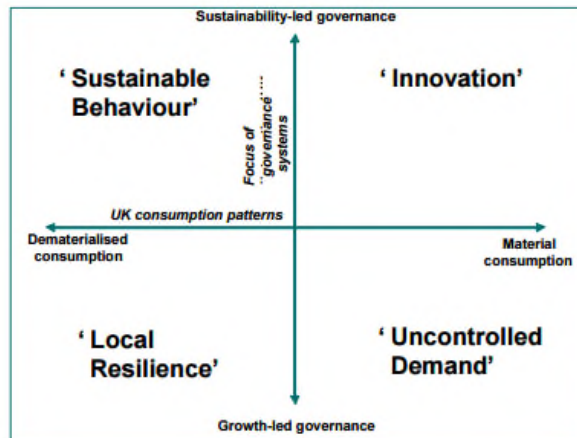 Sustainability-led governance
‘ Sustainable
Behaviour’
‘ Innovation’
Focus of
governance
systems
UK consumption patterns
Dematerialised
consumption
Material
consumption
‘ Local
Resilience’
‘ Uncontrolled
Demand’
Growth-led governance